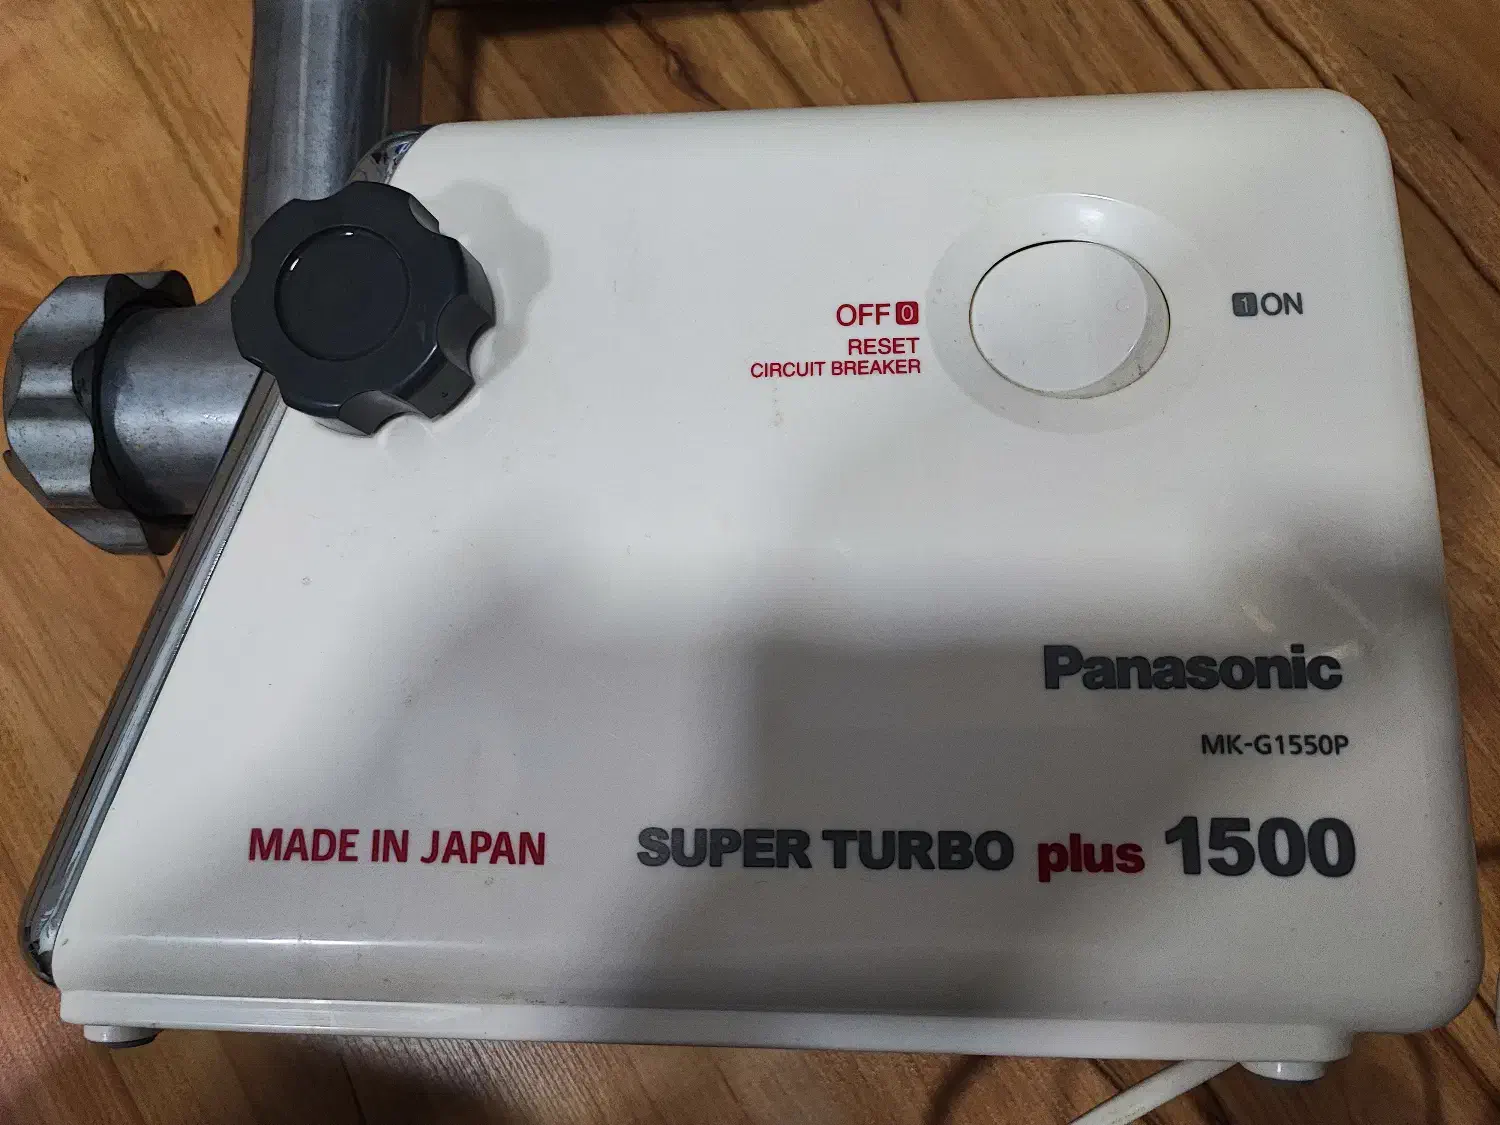 OFF 0
1 ON
RESET
CIRCUIT BREAKER
Panasonic
MK-G1550P
MADE IN JAPAN
SUPER TURBO plus 1500